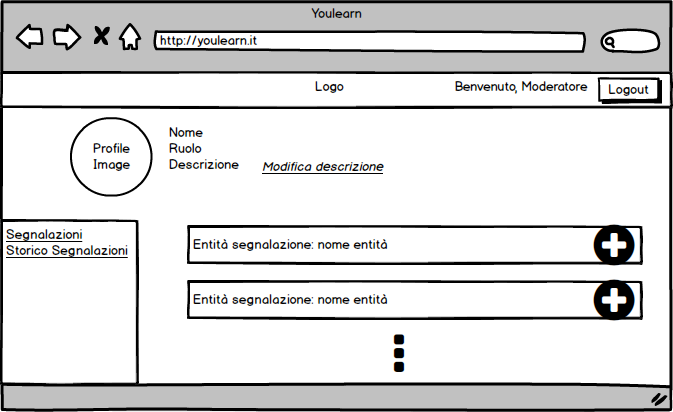 Youlearn
http://youlearn.it
Logo
Benvenuto, Moderatore
Logout
Profile
Image
Nome
Ruolo
Descrizione
Modifica descrizione
Segnalazioni
Storico Segnalazioni
Entità segnalazione: nome entità
Entità segnalazione: nome entità